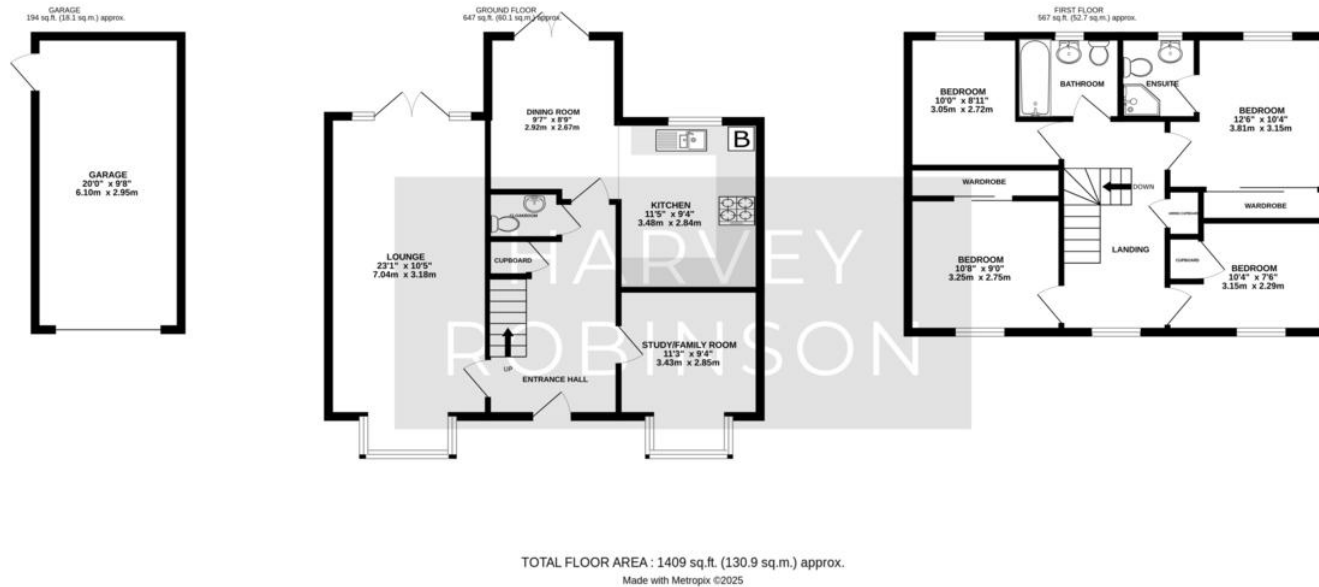 GARAGE
194 sq.ft. (18.1 sq.m.) approx.
GARAGE
20'0" x 9'8"
6.10m x 2.95m
GROUND FLOOR
647 sq.ft. (60.1 sq.m.) approx.
DINING ROOM
9'7" x 8'9"
2.92m x 2.67m
B
KITCHEN
11'5" x 9'4"
3.48m x 2.84m
CLOAKROOM
CUPBOARD
LOUNGE
23'1" x 10'5"
7.04m x 3.18m
UP
ENTRANCE HALL
STUDY/FAMILY ROOM
11'3" x 9'4"
3.43m x 2.85m
HARVEY
ROBINSON
FIRST FLOOR
567 sq.ft. (52.7 sq.m.) approx.
BEDROOM
10'0" x 8'11"
3.05m x 2.72m
BATHROOM
ENSUITE
BEDROOM
12'6" x 10'4"
3.81m x 3.15m
WARDROBE
DOWN
WARDROBE
LANDING
CUPBOARD
BEDROOM
10'8" x 9'0"
3.25m x 2.75m
BEDROOM
10'4" x 7'6"
3.15m x 2.29m
TOTAL FLOOR AREA : 1409 sq.ft. (130.9 sq.m.) approx.
Made with Metropix ©2025